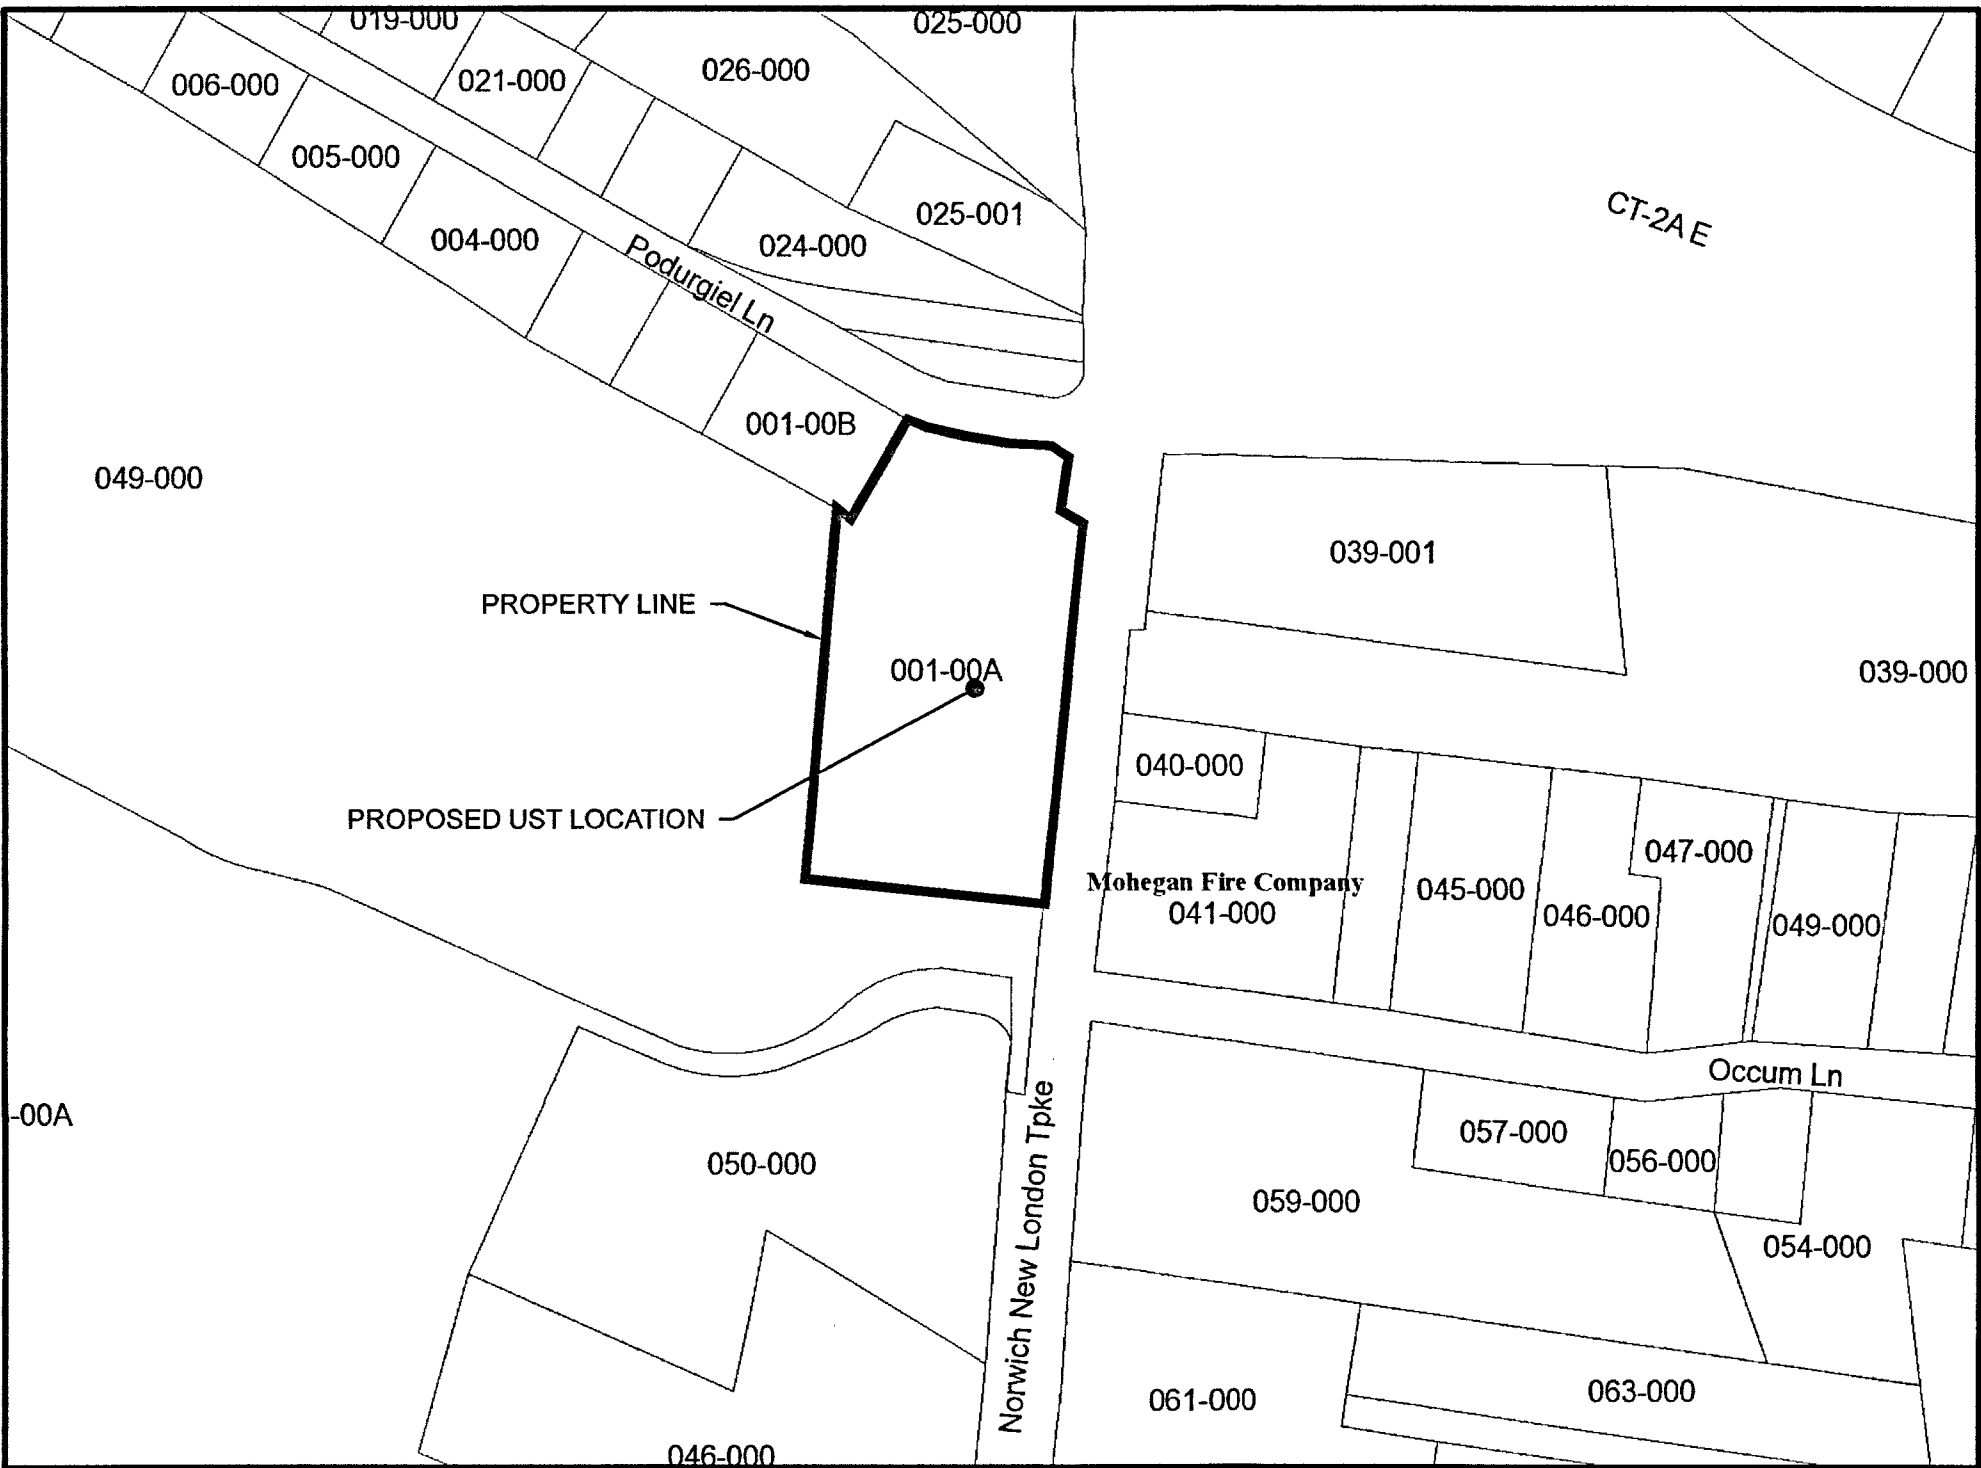 019-000
025-000
026-000
021-000
006-000
005-000
025-001
CT-2A E
004-000
024-000
Podurgiel Ln
001-00B
049-000
039-001
PROPERTY LINE
001-00A
039-000
040-000
PROPOSED UST LOCATION
047-000
Mohegan Fire Company
041-000
045-000
046-000
049-000
Occum Ln
-00A
057-000
056-000
050-000
059-000
054-000
Norwich New London Tpke
063-000
061-000
046-000